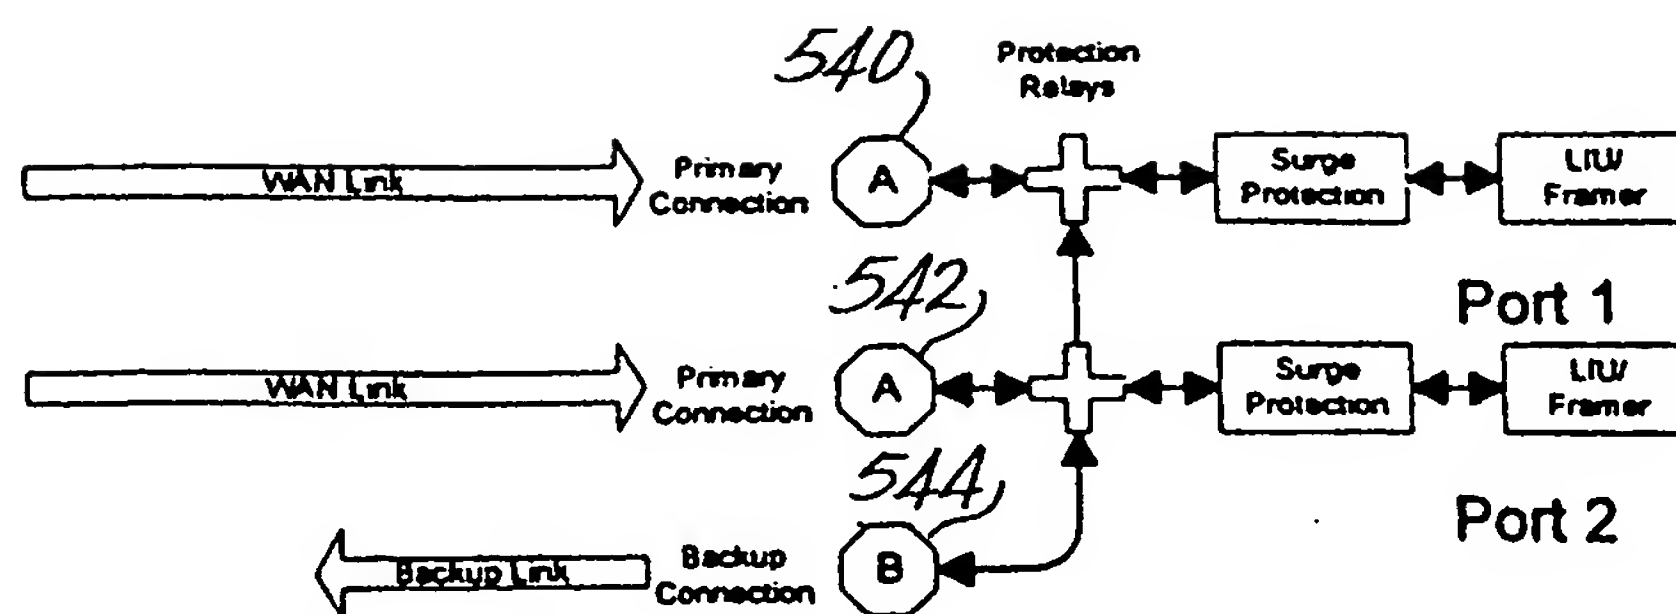 540
Protection
Relays
WAN Link
Primary
Connection
A
Surge
Protection
LIU/
Framer
Port 1
542
WAN Link
Primary
Connection
A
Surge
Protection
LIU/
Framer
Port 2
544
Backup Link
Backup
Connection
B